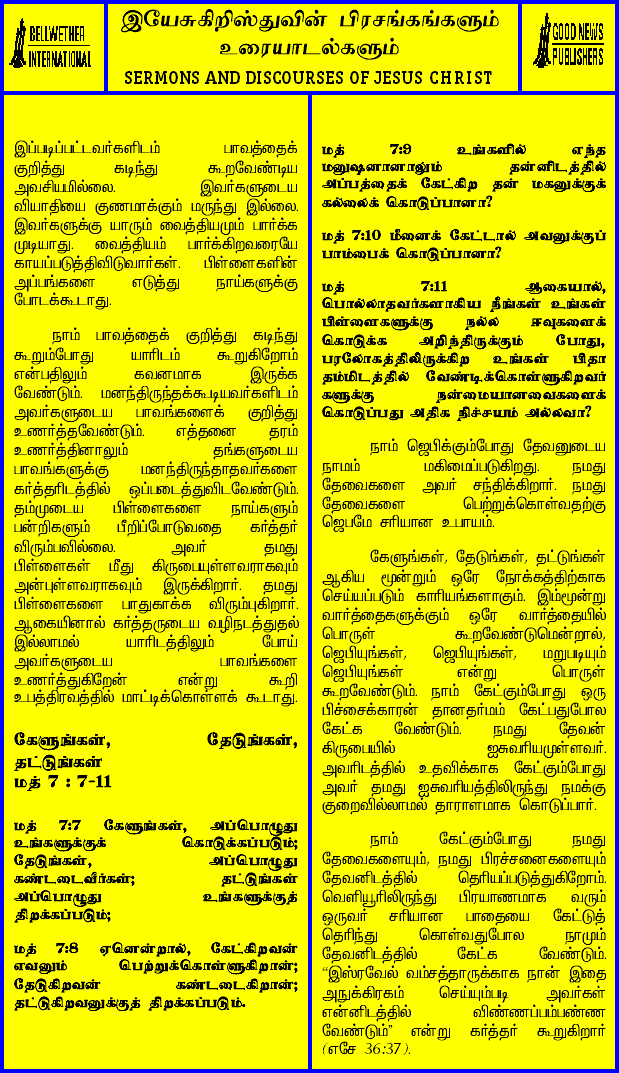 BELLWETHER
INTERNATIONAL
இயேசுகிறிஸ்துவின் பிரசங்கங்களும்
உரையாடல்களும்
SERMONS AND DISCOURSES OF JESUS CHRIST
GOOD NEWS
PUBLISHERS
இப்படிப்பட்டவர்களிடம் பாவத்தைக்
குறித்து கடிந்து கூறவேண்டிய
அவசியமில்லை. இவர்களுடைய
வியாதியை குணமாக்கும் மருந்து இல்லை.
இவர்களுக்கு யாரும் வைத்தியமும் பார்க்க
முடியாது. வைத்தியம் பார்க்கிறவரையே
காயப்படுத்திவிடுவார்கள். பிள்ளைகளின்
அப்பங்களை எடுத்து நாய்களுக்கு
போடக்கூடாது.
நாம் பாவத்தைக் குறித்து கடிந்து
கூறும்போது யாரிடம் கூறுகிறோம்
என்பதிலும் கவனமாக இருக்க
வேண்டும். மனந்திருந்தக்கூடியவர்களிடம்
அவர்களுடைய பாவங்களைக் குறித்து
உணர்த்தவேண்டும். எத்தனை தரம்
உணர்த்தினாலும் தங்களுடைய
பாவங்களுக்கு மனந்திருந்தாதவர்களை
கர்த்தரிடத்தில் ஒப்படைத்துவிடவேண்டும்.
தம்முடைய பிள்ளைகளை நாய்களும்
பன்றிகளும் பீறிப்போடுவதை கர்த்தர்
விரும்பவில்லை. அவர் தமது
பிள்ளைகள் மீது கிருபையுள்ளவராகவும்
அன்புள்ளவராகவும் இருக்கிறார். தமது
பிள்ளைகளை பாதுகாக்க விரும்புகிறார்.
ஆகையினால் கர்த்தருடைய வழிநடத்துதல்
இல்லாமல் யாரிடத்திலும் போய்
அவர்களுடைய பாவங்களை
உணர்த்துகிறேன் என்று கூறி
உபத்திரவத்தில் மாட்டிக்கொள்ளக் கூடாது.
கேளுங்கள், தேடுங்கள்,
தட்டுங்கள்
மத் 7 : 7-11
மத் 7:7 கேளுங்கள், அப்பொழுது
உங்களுக்குக் கொடுக்கப்படும்;
தேடுங்கள், அப்பொழுது
கண்டடைவீர்கள்; தட்டுங்கள்
அப்பொழுது உங்களுக்குத்
திறக்கப்படும்;
மத் 7:8 ஏனென்றால், கேட்கிறவன்
எவனும் பெற்றுக்கொள்ளுகிறான்;
தேடுகிறவன் கண்டடைகிறான்;
தட்டுகிறவனுக்குத் திறக்கப்படும்.
மத் 7:9 உங்களில் எந்த
மனுஷனானாலும் தன்னிடத்தில்
அப்பத்தைக் கேட்கிற தன் மகனுக்குக்
கல்லைக் கொடுப்பானா?
மத் 7:10 மீனைக் கேட்டால் அவனுக்குப்
பாம்பைக் கொடுப்பானா?
மத் 7:11 ஆகையால்,
பொல்லாதவர்களாகிய நீங்கள் உங்கள்
பிள்ளைகளுக்கு நல்ல ஈவுகளைக்
கொடுக்க அறிந்திருக்கும் போது,
பரலோகத்திலிருக்கிற உங்கள் பிதா
தம்மிடத்தில் வேண்டிக்கொள்ளுகிறவர்
களுக்கு நன்மையானவைகளைக்
கொடுப்பது அதிக நிச்சயம் அல்லவா?
நாம் ஜெபிக்கும்போது தேவனுடைய
நாமம் மகிமைப்படுகிறது. நமது
தேவைகளை அவர் சந்திக்கிறார். நமது
தேவைகளை பெற்றுக்கொள்வதற்கு
ஜெபமே சரியான உபாயம்.
கேளுங்கள், தேடுங்கள், தட்டுங்கள்
ஆகிய மூன்றும் ஒரே நோக்கத்திற்காக
செய்யப்படும் காரியங்களாகும். இம்மூன்று
வார்த்தைகளுக்கும் ஒரே வார்த்தையில்
பொருள் கூறவேண்டுமென்றால்,
ஜெபியுங்கள், ஜெபியுங்கள், மறுபடியும்
ஜெபியுங்கள் என்று பொருள்
கூறவேண்டும். நாம் கேட்கும்போது ஒரு
பிச்சைக்காரன் தானதர்மம் கேட்பதுபோல
கேட்க வேண்டும். நமது தேவன்
கிருபையில் ஐசுவரியமுள்ளவர்.
அவரிடத்தில் உதவிக்காக கேட்கும்போது
அவர் தமது ஐசுவரியத்திலிருந்து நமக்கு
குறைவில்லாமல் தாராளமாக கொடுப்பார்.
நாம் கேட்கும்போது நமது
தேவைகளையும், நமது பிரச்சனைகளையும்
தேவனிடத்தில் தெரியப்படுத்துகிறோம்.
வெளியூரிலிருந்து பிரயாணமாக வரும்
ஒருவர் சரியான பாதையை கேட்டுத்
தெரிந்து கொள்வதுபோல நாமும்
தேவனிடத்தில் கேட்க வேண்டும்.
"இஸ்ரவேல் வம்சத்தாருக்காக நான் இதை
அநுக்கிரகம் செய்யும்படி அவர்கள்
என்னிடத்தில் விண்ணப்பம்பண்ண
வேண்டும்" என்று கர்த்தர் கூறுகிறார்
(எசே 36:37).